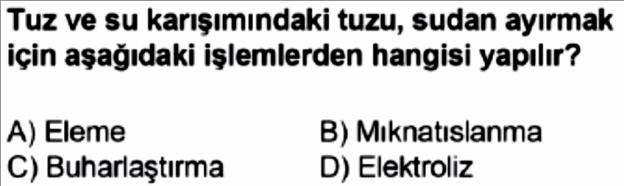 Tuz ve su karışımındaki tuzu, sudan ayırmak
için aşağıdaki işlemlerden hangisi yapılır?
A) Eleme B) Mıknatıslanma
C) Buharlaştırma D) Elektroliz